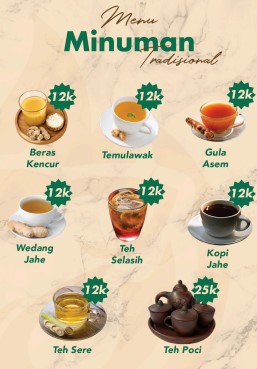 Menu
Minuman
Tradisional
12k
12k
12k
Beras
Kencur
Temulawak
Gula
Asem
12k
12k
12k
Wedang
Jahe
Teh
Selasih
Kopi
Jahe
12k
25k
Teh Sere
Teh Poci